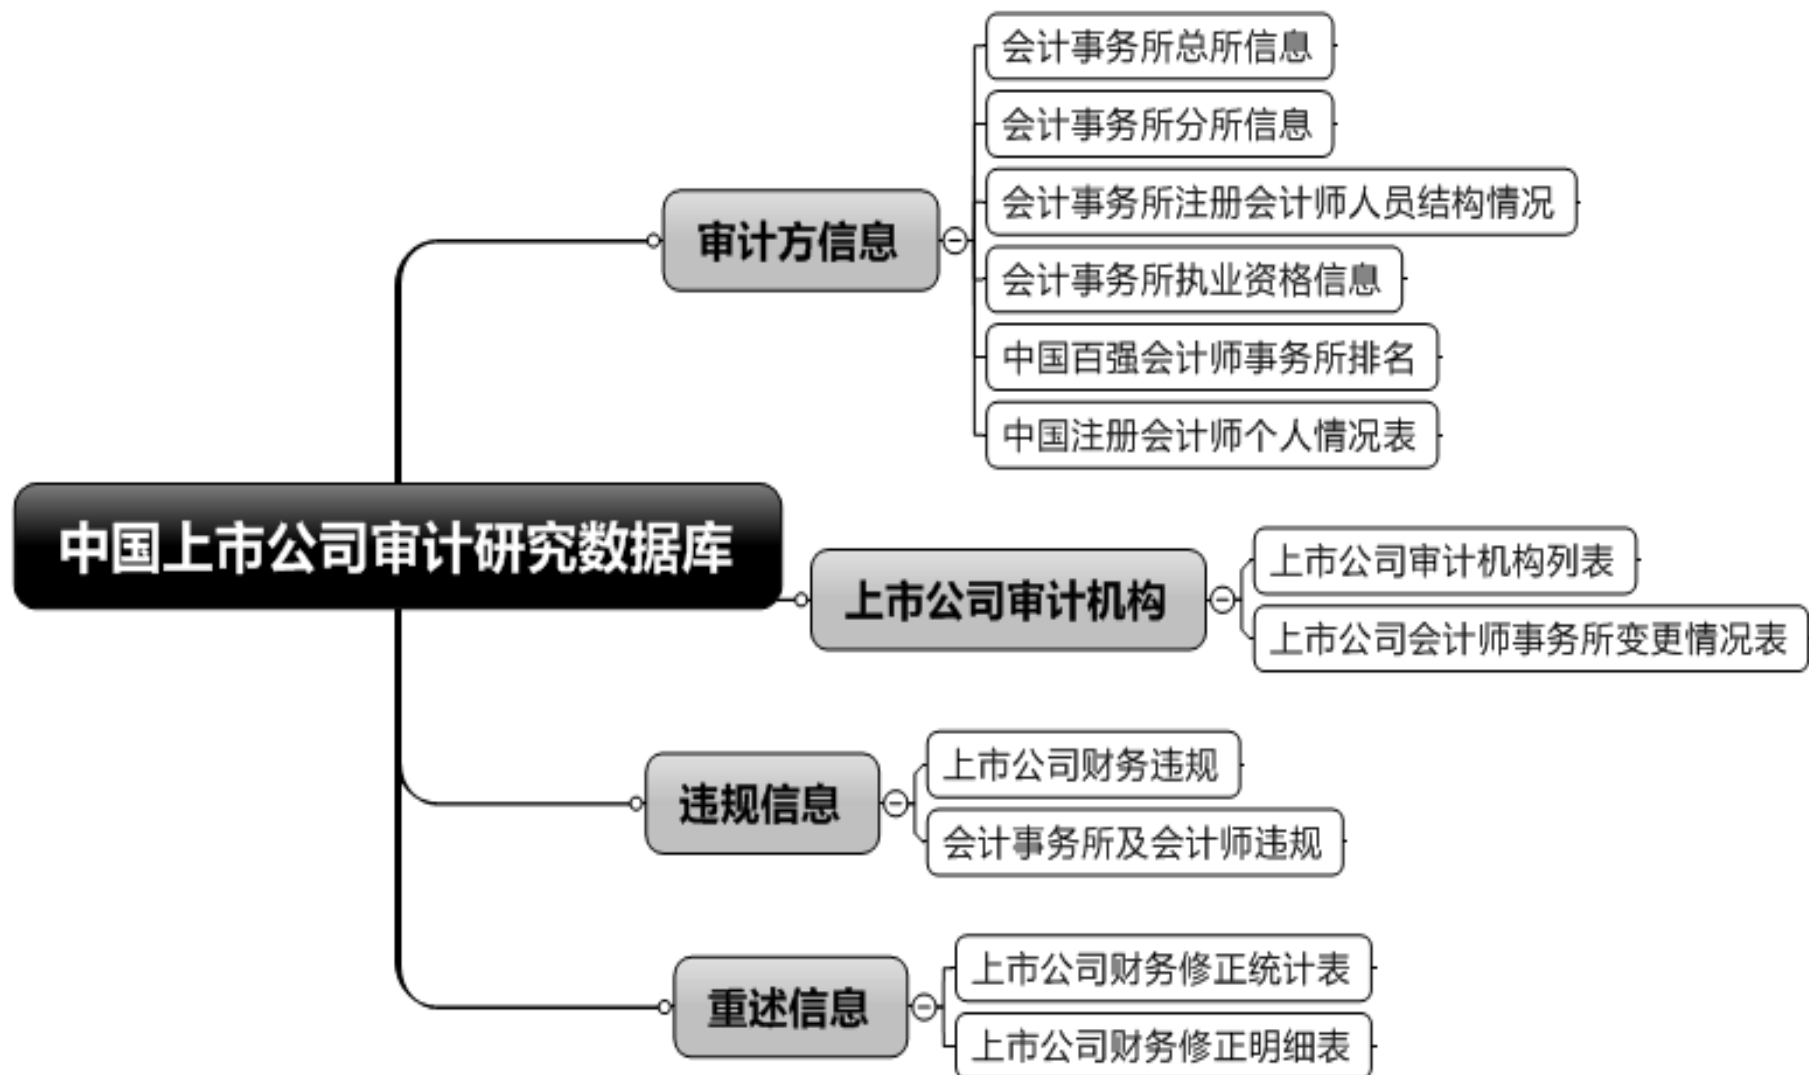 中国上市公司审计研究数据库
审计方信息
会计事务所总所信息
会计事务所分所信息
会计事务所注册会计师人员结构情况
会计事务所执业资格信息
中国百强会计师事务所排名
中国注册会计师个人情况表
上市公司审计机构
上市公司审计机构列表
上市公司会计师事务所变更情况表
违规信息
上市公司财务违规
会计事务所及会计师违规
重述信息
上市公司财务修正统计表
上市公司财务修正明细表